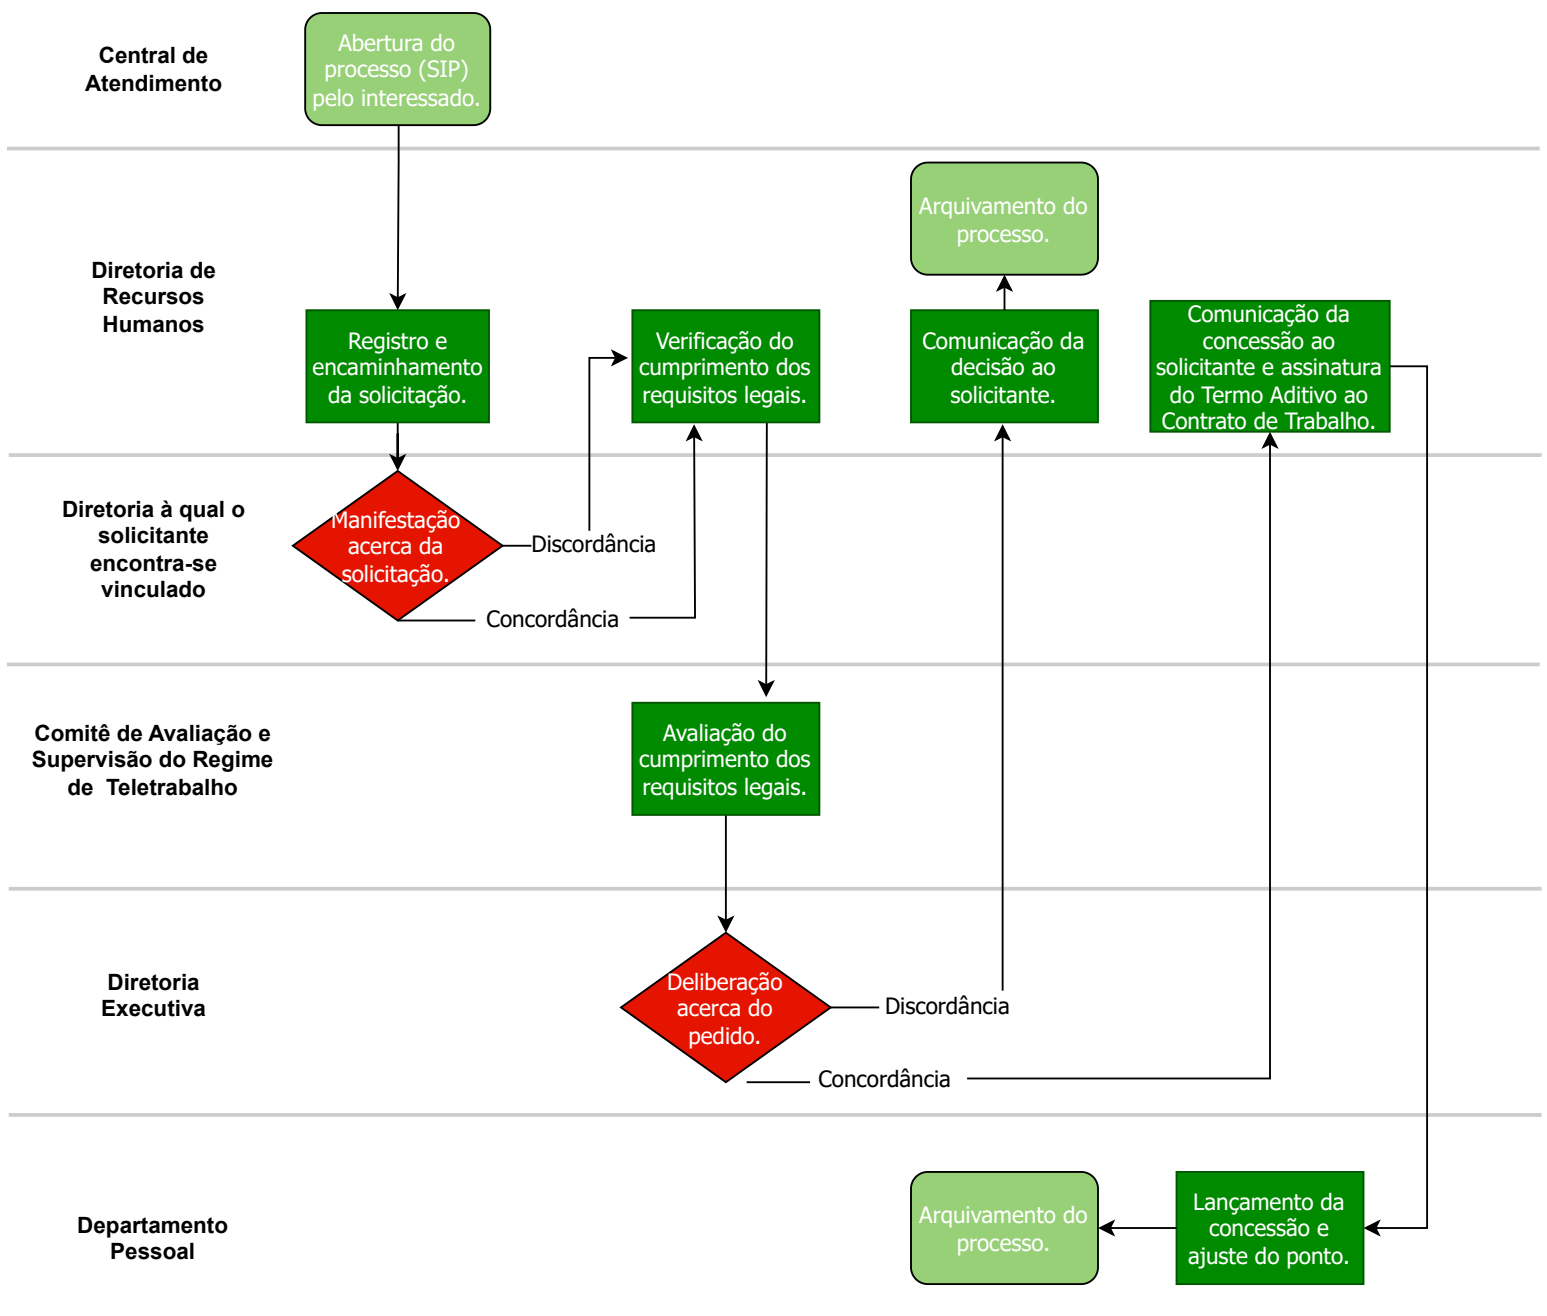 Central de
Atendimento
Abertura do
processo (SIP)
pelo interessado.
Diretoria de
Recursos
Humanos
Registro e
encaminhamento
da solicitação.
Verificação do
cumprimento dos
requisitos legais.
Arquivamento do
processo.
Comunicação da
decisão ao
solicitante.
Comunicação da
concessão ao
solicitante e assinatura
do Termo Aditivo ao
Contrato de Trabalho.
Diretoria à qual o
solicitante
encontra-se
vinculado
Manifestação
acerca da
solicitação.
Discordância
Concordância
Comitê de Avaliação e
Supervisão do Regime
de  Teletrabalho
Avaliação do
cumprimento dos
requisitos legais.
Diretoria
Executiva
Deliberação
acerca do
pedido.
Discordância
Concordância
Departamento
Pessoal
Arquivamento do
processo.
Lançamento da
concessão e
ajuste do ponto.